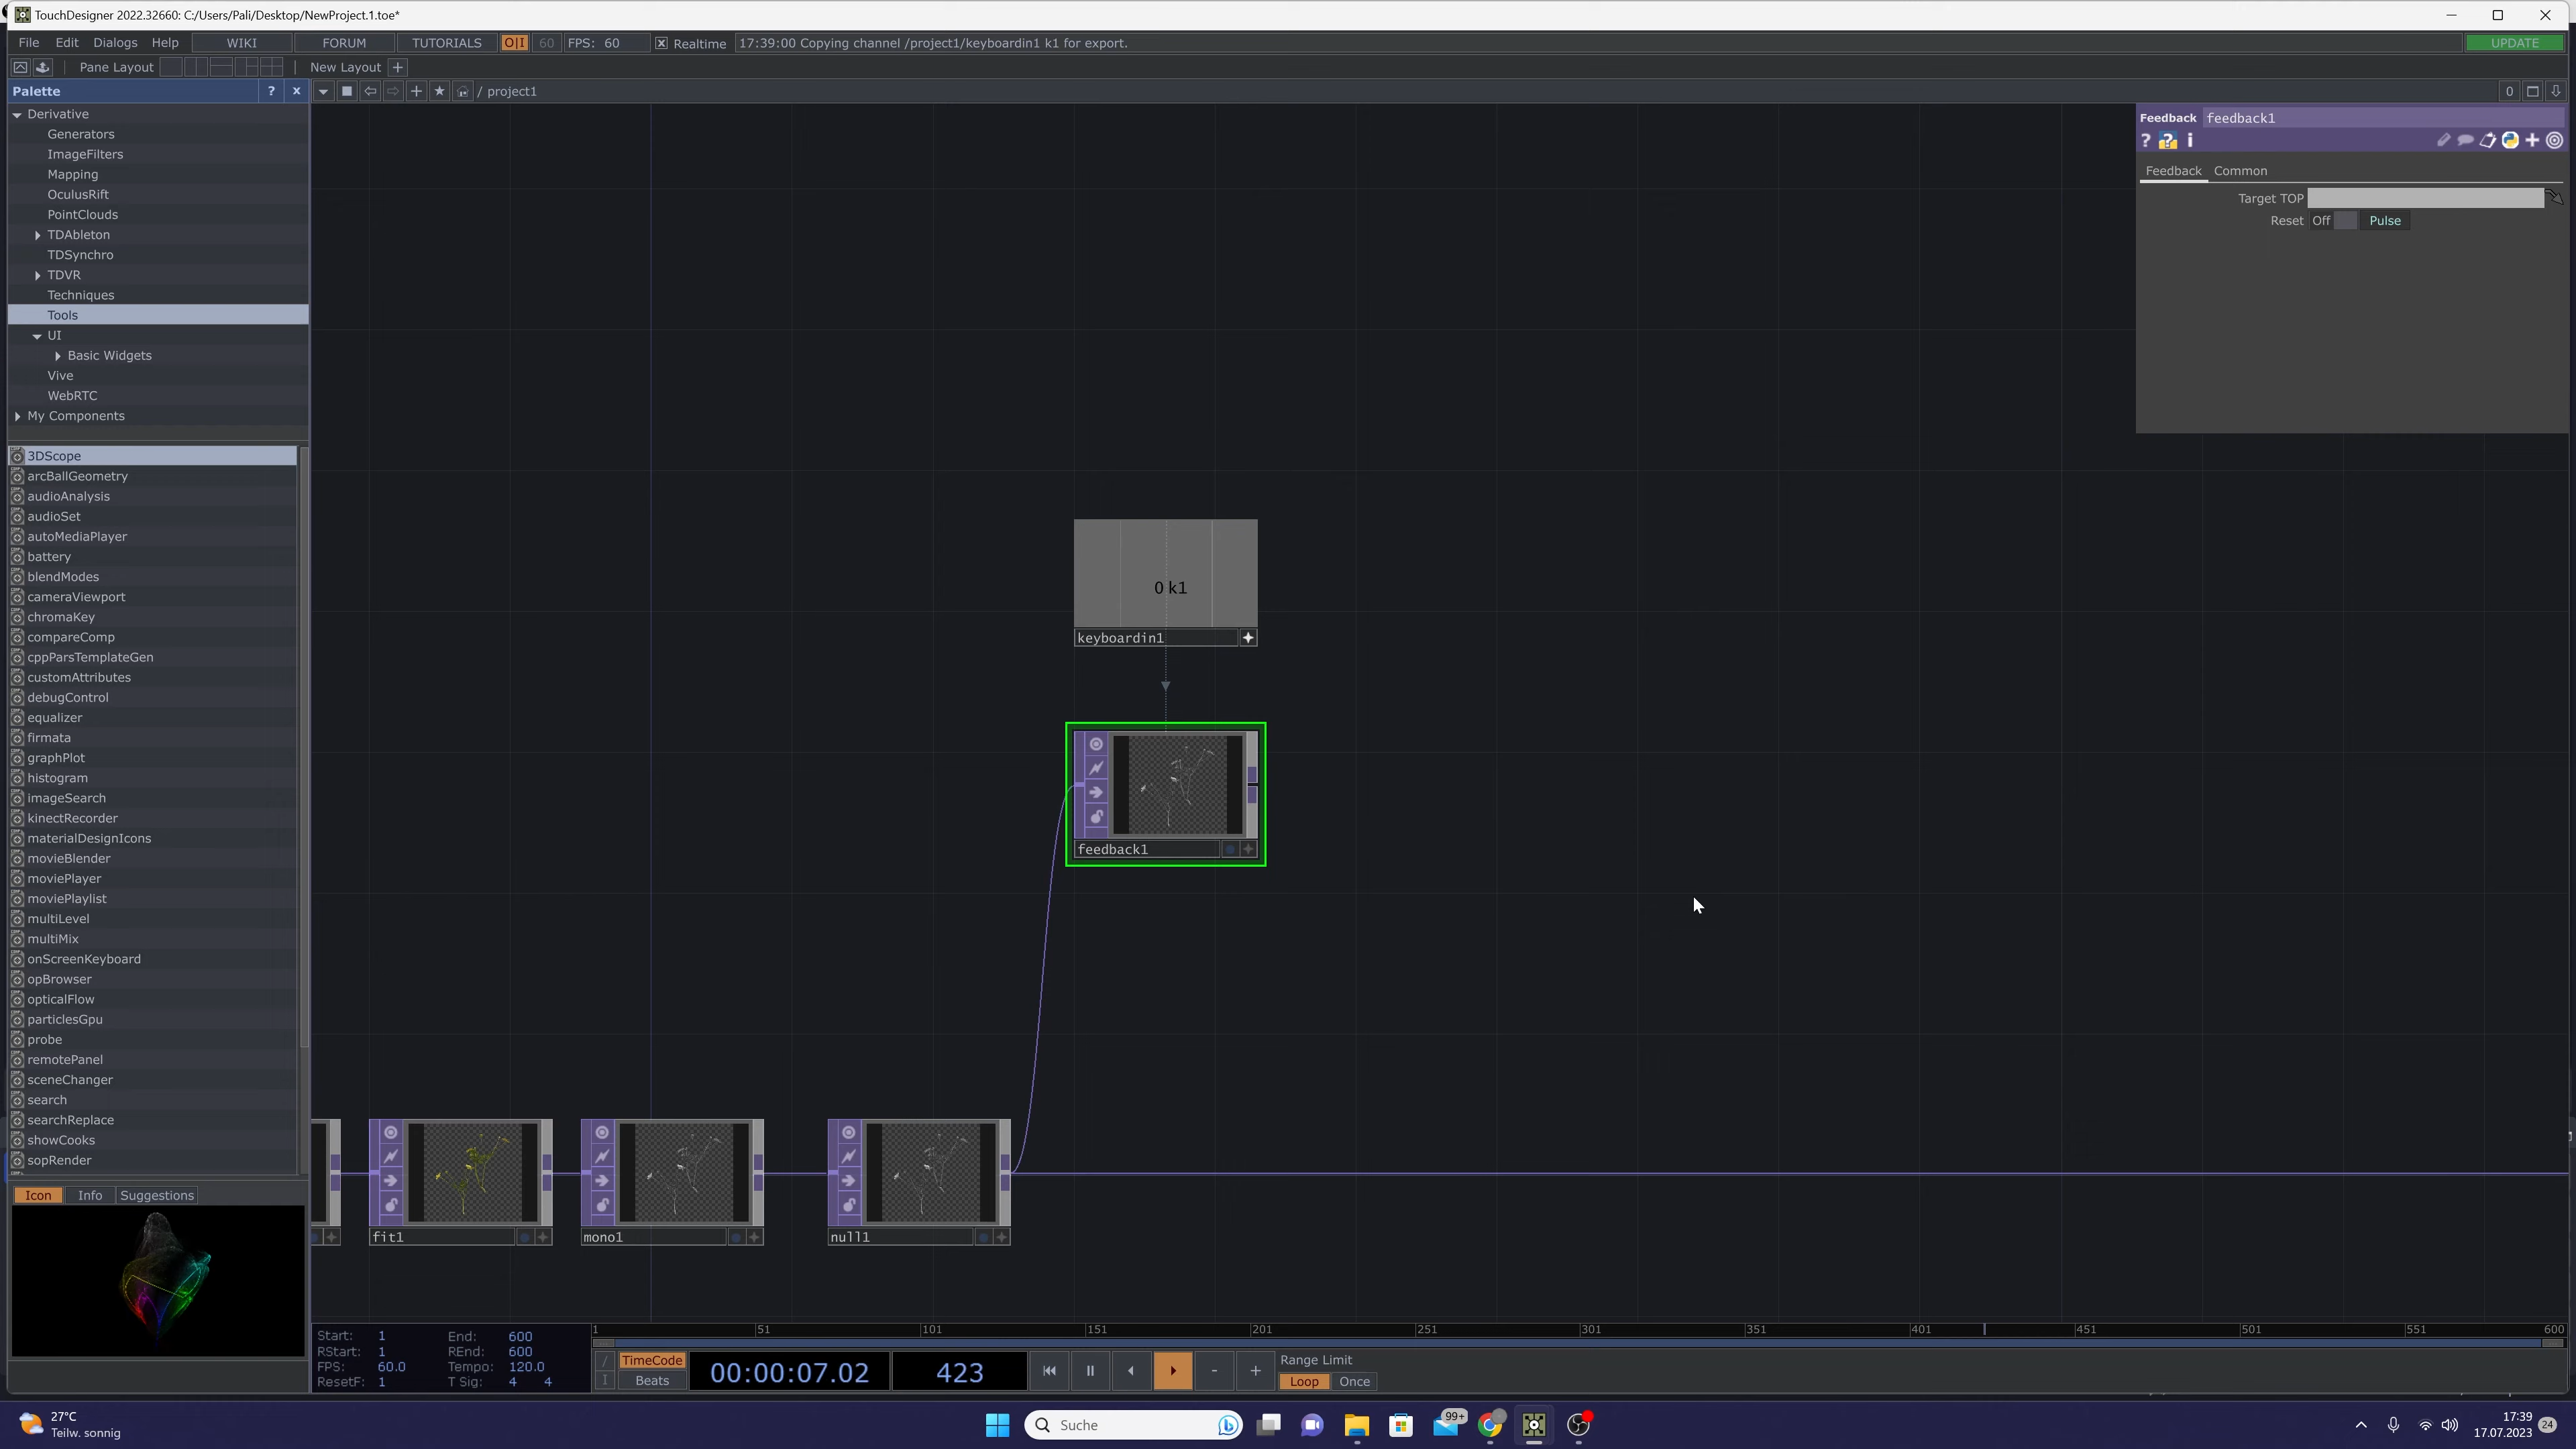 TouchDesigner 2022.32660: C:/Users/Pali/Desktop/NewProject.1.toe*
File Edit Dialogs Help WIKI FORUM TUTORIALS O|I 60 FPS: 60 Realtime 17:39:00 Copying channel /project1/keyboardin1 k1 for export. UPDATE
Pane Layout New Layout +
Palette ? x / project1 0
Derivative
Generators
ImageFilters
Mapping
OculusRift
PointClouds
TDAbleton
TDSynchro
TDVR
Techniques
Tools
UI
Basic Widgets
Vive
WebRTC
My Components
Feedback feedback1
? ? i
Feedback Common
Target TOP
Reset Off Pulse
3DScope
arcBallGeometry
audioAnalysis
audioSet
autoMediaPlayer
battery
blendModes
cameraViewport
chromaKey
compareComp
cppParsTemplateGen
customAttributes
debugControl
equalizer
firmata
graphPlot
histogram
imageSearch
kinectRecorder
materialDesignIcons
movieBlender
moviePlayer
moviePlaylist
multiLevel
multiMix
onScreenKeyboard
opBrowser
opticalFlow
particlesGpu
probe
remotePanel
sceneChanger
search
searchReplace
showCooks
sopRender
0 k1
keyboardin1
feedback1
fit1
mono1
null1
Icon Info Suggestions
Start: 1 End: 600
RStart: 1 REnd: 600
FPS: 60.0 Tempo: 120.0
ResetF: 1 T Sig: 4 4
1 51 101 151 201 251 301 351 401 451 501 551 600
TimeCode
Beats
00:00:07.02
423
- +
Range Limit
Loop Once
27°C
Teilw. sonnig
Suche
99+
17:39
17.07.2023
24